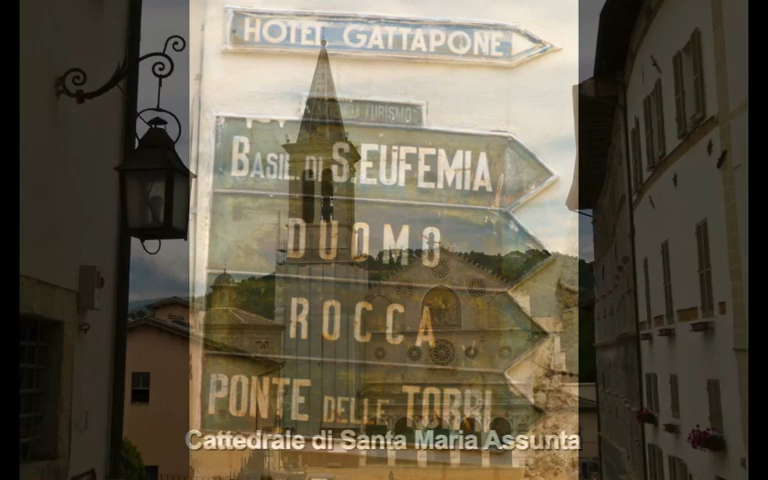 HOTEL GATTAPONE
TURISMO
BASIL. DI S. EUFEMIA
DUOMO
ROCCA
PONTE DELLE TORRI
Cattedrale di Santa Maria Assunta